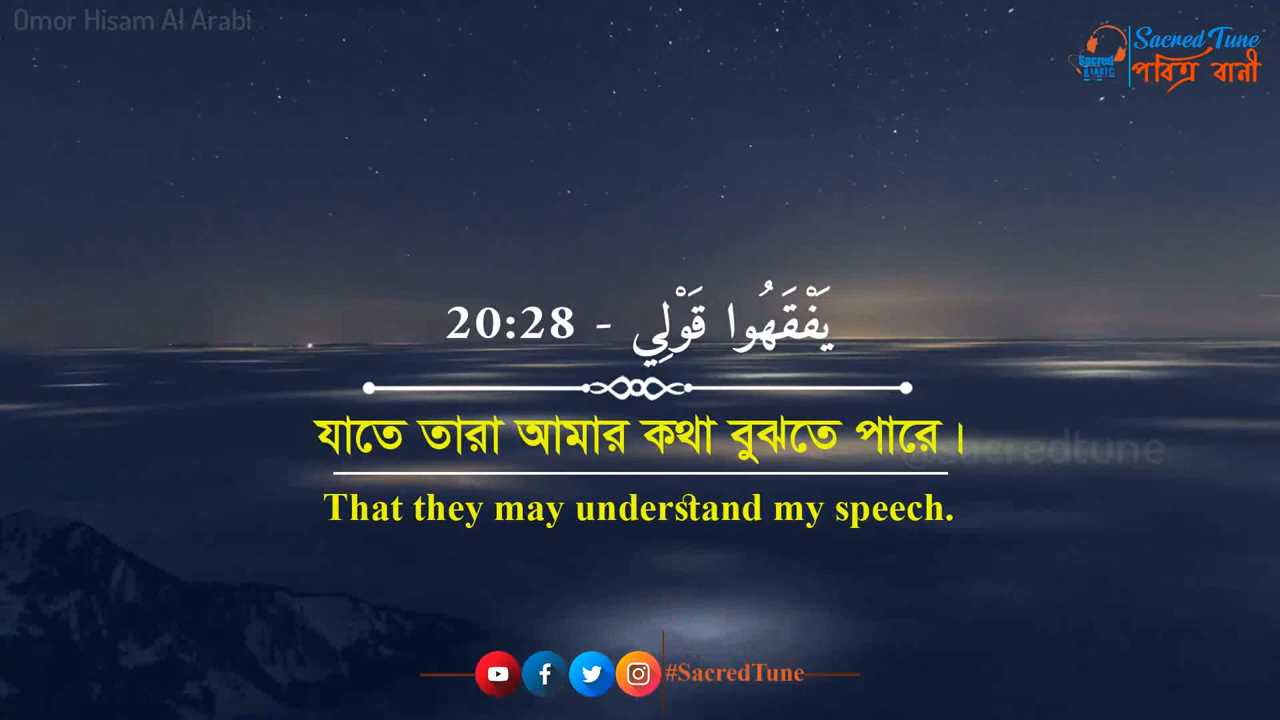 Omor Hisam Al Arabi
Sacred Tune
Sacred
পবিত্র বানী
20:28 - يَفْقَهُوا قَوْلِي
যাতে তারা আমার কথা বুঝতে পারে।
@sacredtune
That they may understand my speech.
#SacredTune